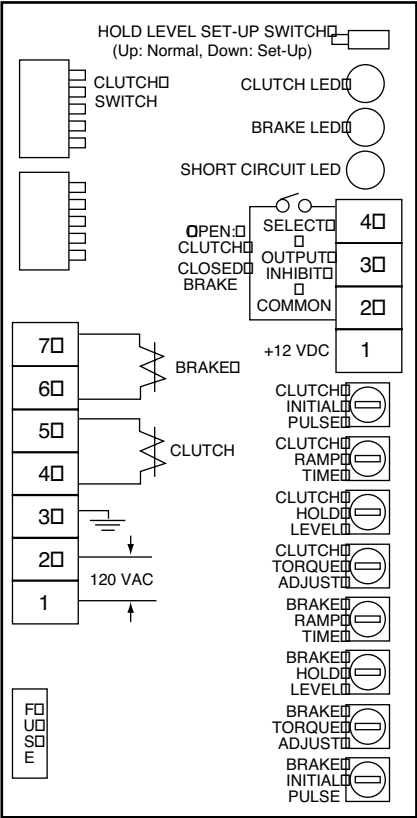 HOLD LEVEL SET-UP SWITCH
(Up: Normal, Down: Set-Up)
CLUTCH
SWITCH
CLUTCH LED
BRAKE LED
SHORT CIRCUIT LED
OPEN:
CLUTCH
CLOSED
BRAKE
SELECT
OUTPUT
INHIBIT
COMMON
+12 VDC
4
3
2
1
7
6
5
4
3
2
1
BRAKE
CLUTCH
120 VAC
CLUTCH
INITIAL
PULSE
CLUTCH
RAMP
TIME
CLUTCH
HOLD
LEVEL
CLUTCH
TORQUE
ADJUST
BRAKE
RAMP
TIME
BRAKE
HOLD
LEVEL
BRAKE
TORQUE
ADJUST
BRAKE
INITIAL
PULSE
F
U
S
E